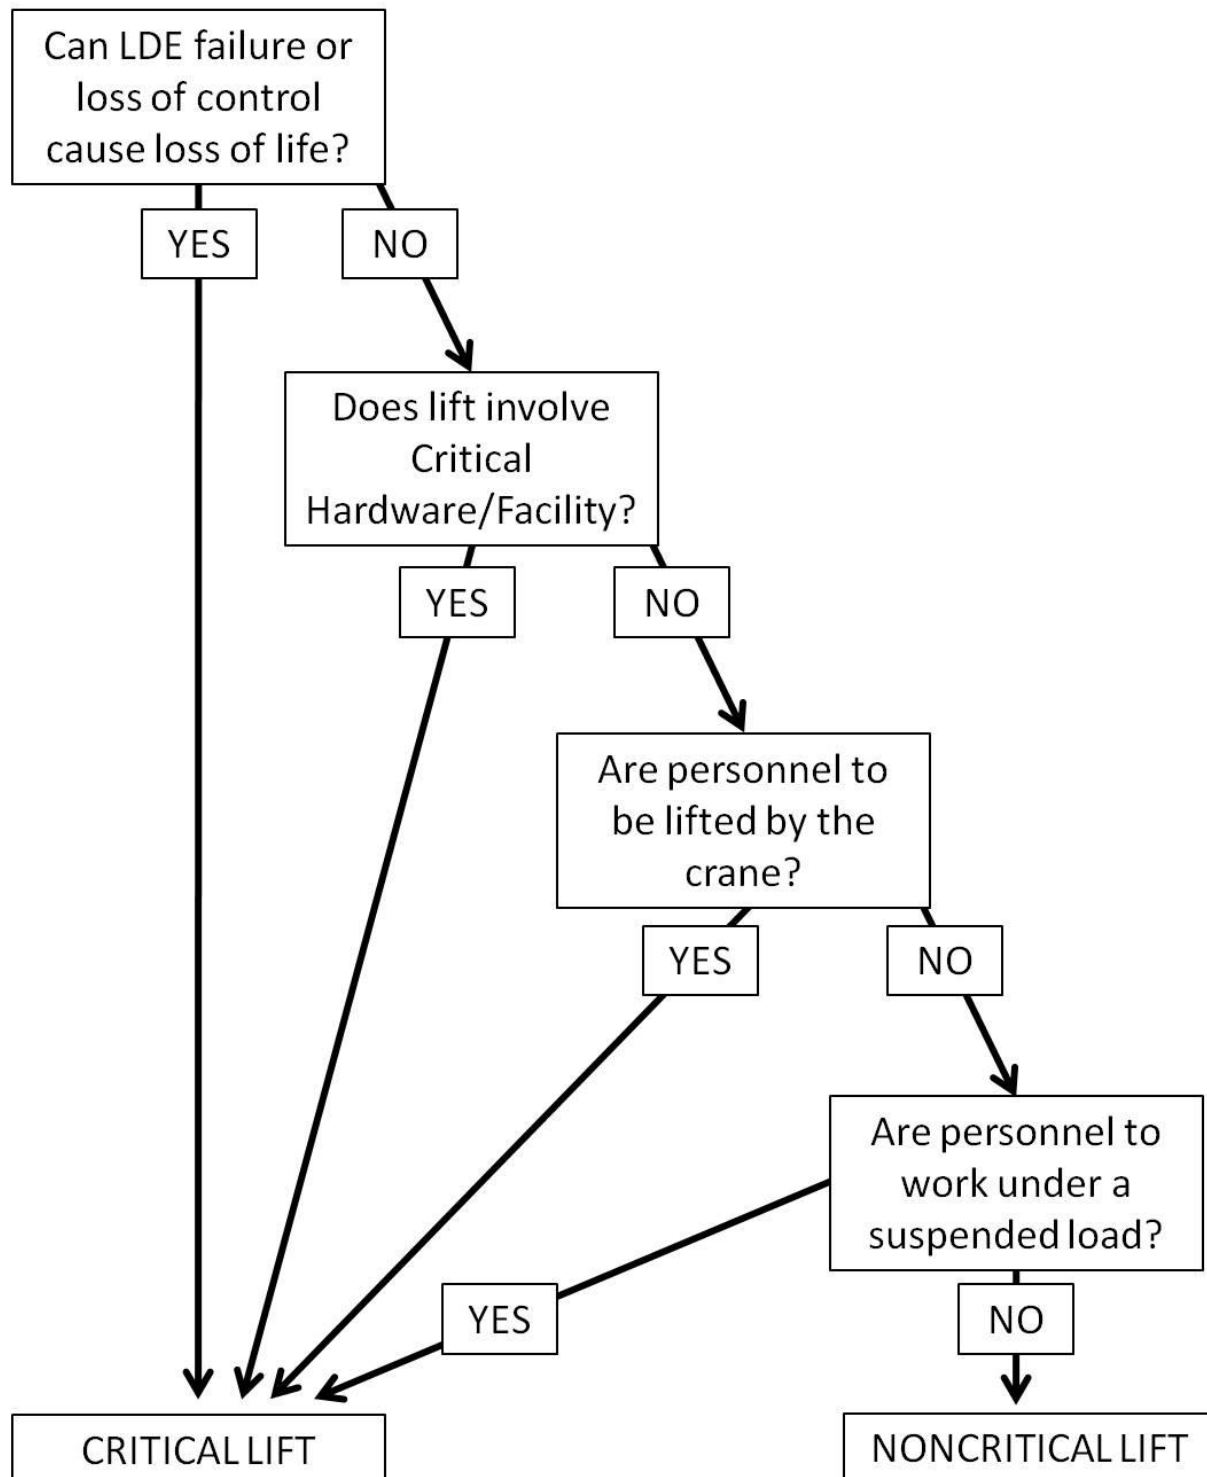 Can LDE failure or
loss of control
cause loss of life?
YES
NO
Does lift involve
Critical
Hardware/Facility?
YES
NO
Are personnel to
be lifted by the
crane?
YES
NO
Are personnel to
work under a
suspended load?
YES
NO
CRITICAL LIFT
NONCRITICAL LIFT